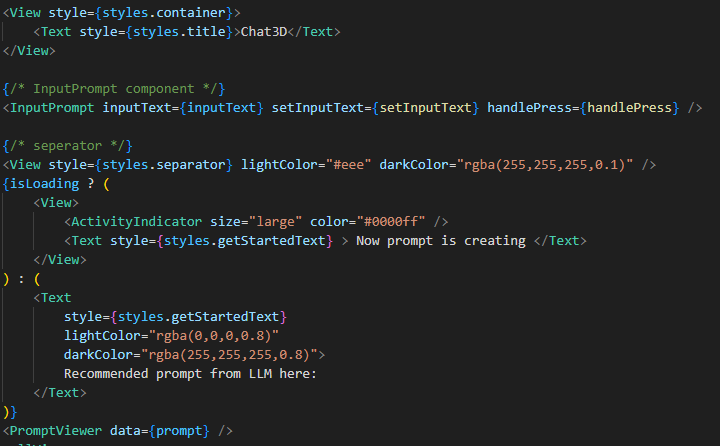 <View style={styles.container}>
<Text style={styles.title}>Chat3D</Text>
</View>
{/* InputPrompt component */}
<InputPrompt inputText={inputText} setInputText={setInputText} handlePress={handlePress} />
{/* seperator */}
<View style={styles.separator} lightColor="#eee" darkColor="rgba(255,255,255,0.1)" />
{isLoading ? (
<View>
<ActivityIndicator size="large" color="#0000ff" />
<Text style={styles.getStartedText} > Now prompt is creating </Text>
</View>
) : (
<Text
style={styles.getStartedText}
lightColor="rgba(0,0,0,0.8)"
darkColor="rgba(255,255,255,0.8)">
Recommended prompt from LLM here:
</Text>
)}
<PromptViewer data={prompt} />